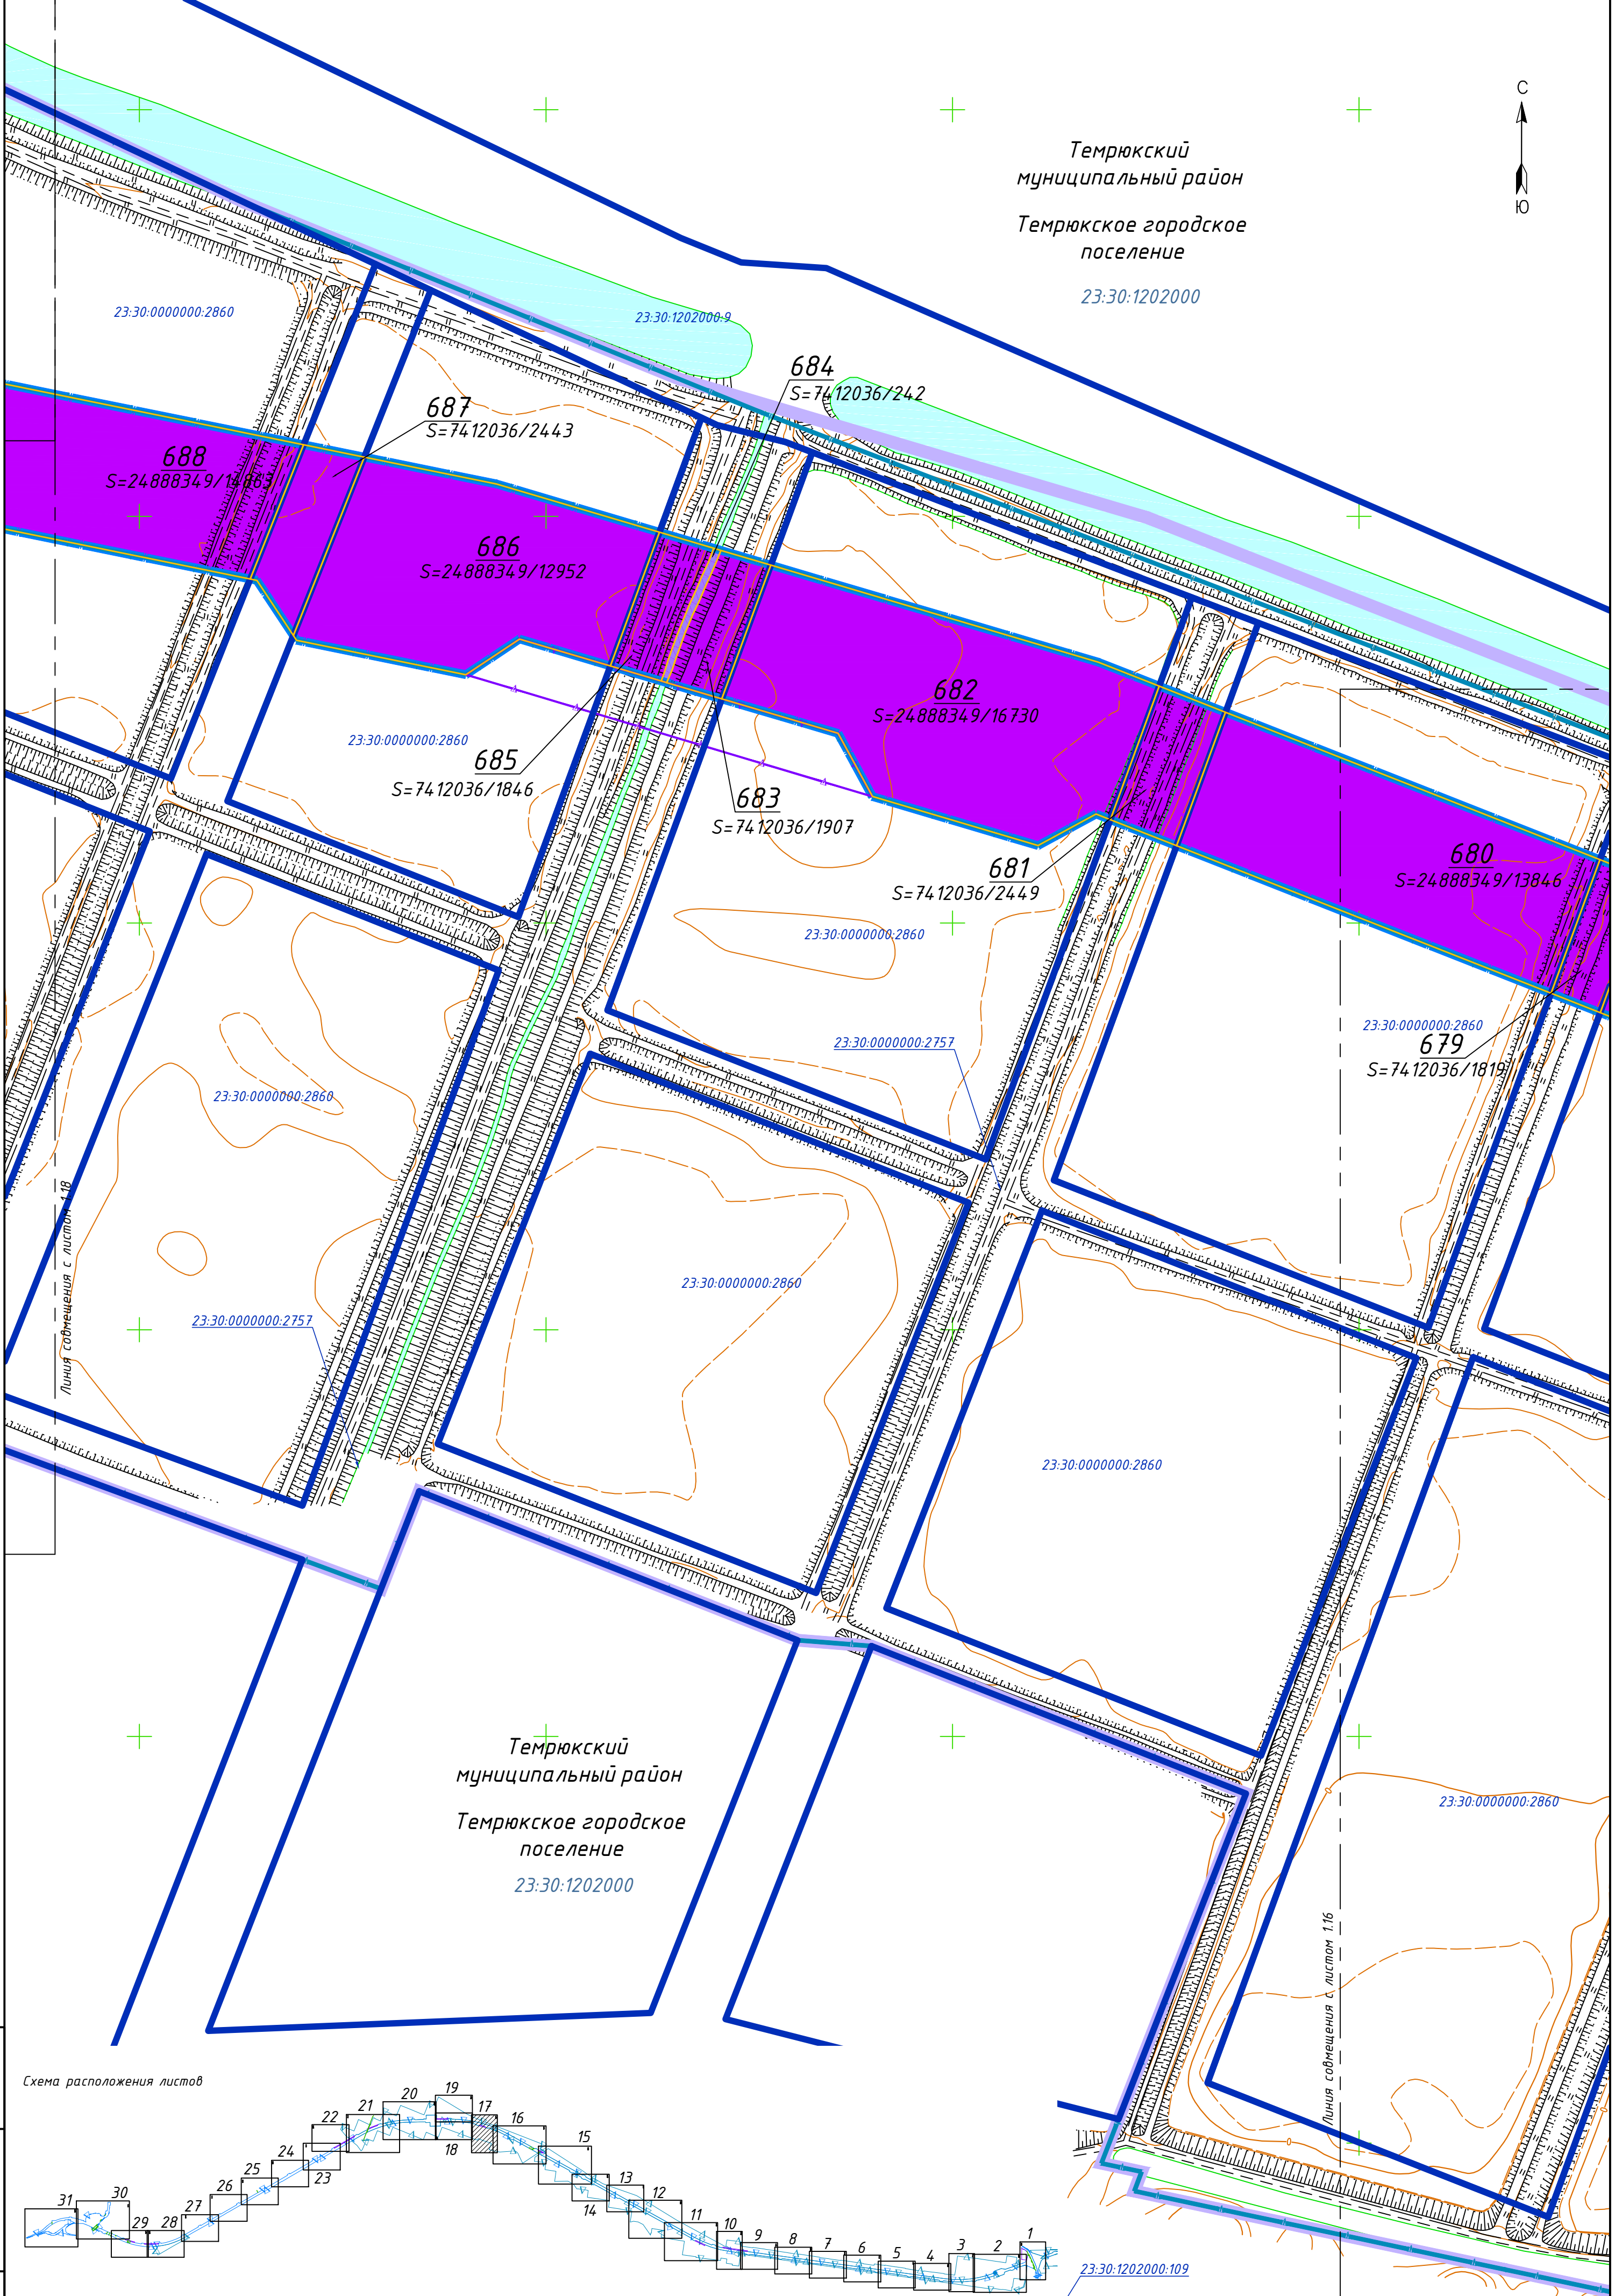 С
Ю
Темрюкский
муниципальный район
Темрюкское городское
поселение
23:30:1202000
23:30:0000000:2860
23:30:1202000:9
684
S=7412036/242
687
S=7412036/2443
688
S=24888349/14863
686
S=24888349/12952
682
S=24888349/16730
23:30:0000000:2860
685
S=7412036/1846
683
S=7412036/1907
681
S=7412036/2449
680
S=24888349/13846
23:30:0000000:2860
23:30:0000000:2757
23:30:0000000:2860
679
S=7412036/1819
23:30:0000000:2860
Линия совмещения с листом 1.18
23:30:0000000:2860
23:30:0000000:2757
23:30:0000000:2860
Темрюкский
муниципальный район
Темрюкское городское
поселение
23:30:1202000
23:30:0000000:2860
Линия совмещения с листом 1.16
Схема расположения листов
19
20
21
17
22
16
18
15
24
23
25
13
26
12
14
30
31
27
11
29
28
10
9
8
7
6
5
4
3
2
1
23:30:1202000:109